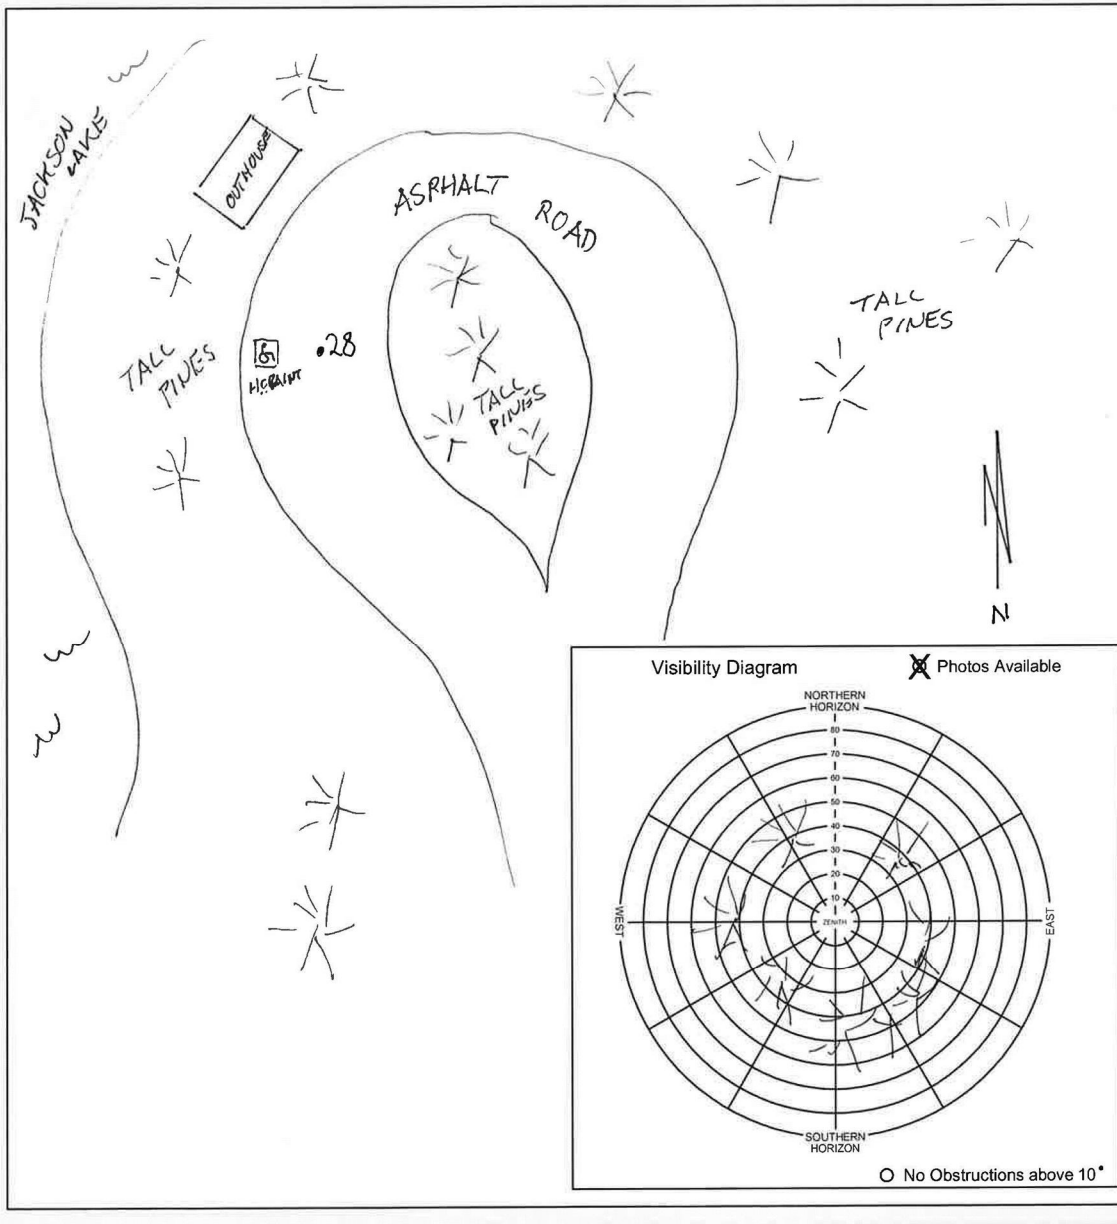 JACKSON
LAKE
OUTHOUSE
ASPHALT
ROAD
TALL
PINES
HC PAINT
.28
TALL
PINES
TALL
PINES
N
Visibility Diagram
Photos Available
NORTHERN
HORIZON
80
70
60
50
40
30
20
10
ZENITH
WEST
EAST
SOUTHERN
HORIZON
No Obstructions above 10°